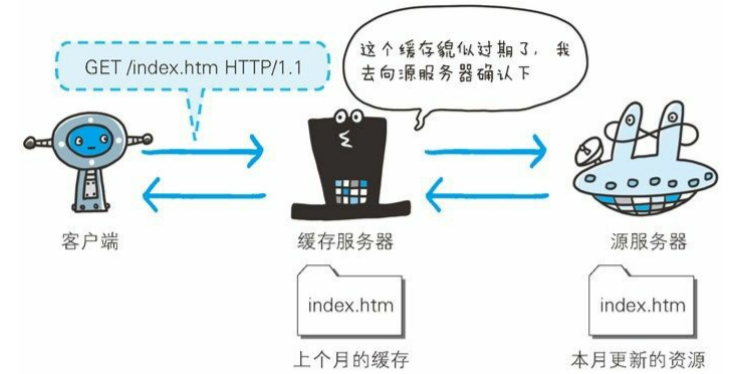 GET /index.htm HTTP/1.1
这个缓存貌似过期了，我
去向源服务器确认下
客户端
缓存服务器
源服务器
index.htm
index.htm
上个月的缓存
本月更新的资源